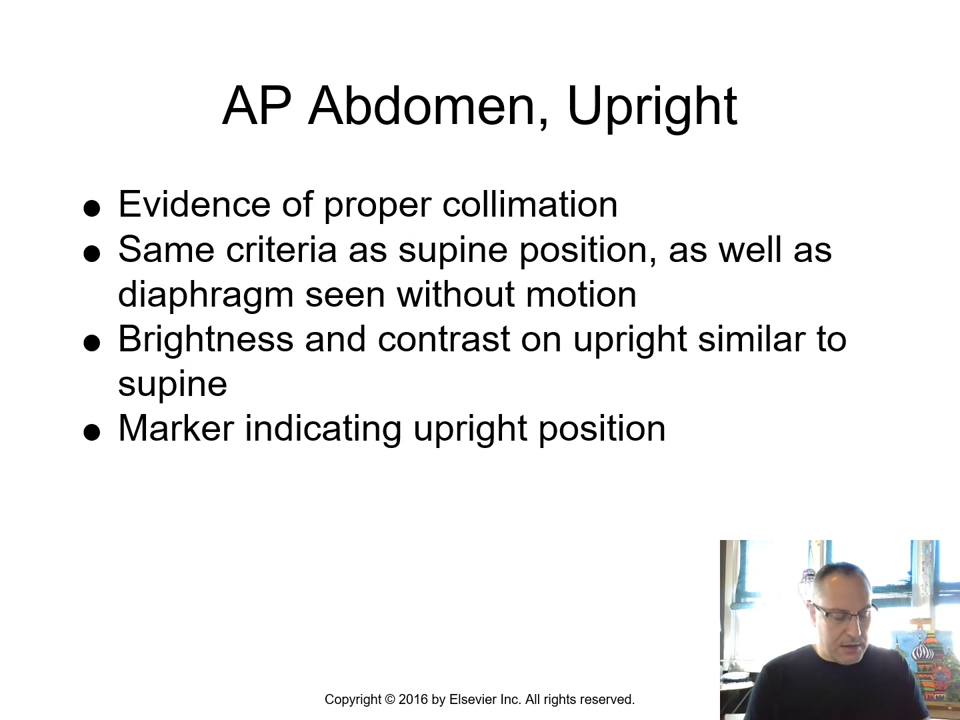 AP Abdomen, Upright
● Evidence of proper collimation
● Same criteria as supine position, as well as
diaphragm seen without motion
● Brightness and contrast on upright similar to
supine
● Marker indicating upright position
Copyright © 2016 by Elsevier Inc. All rights reserved.